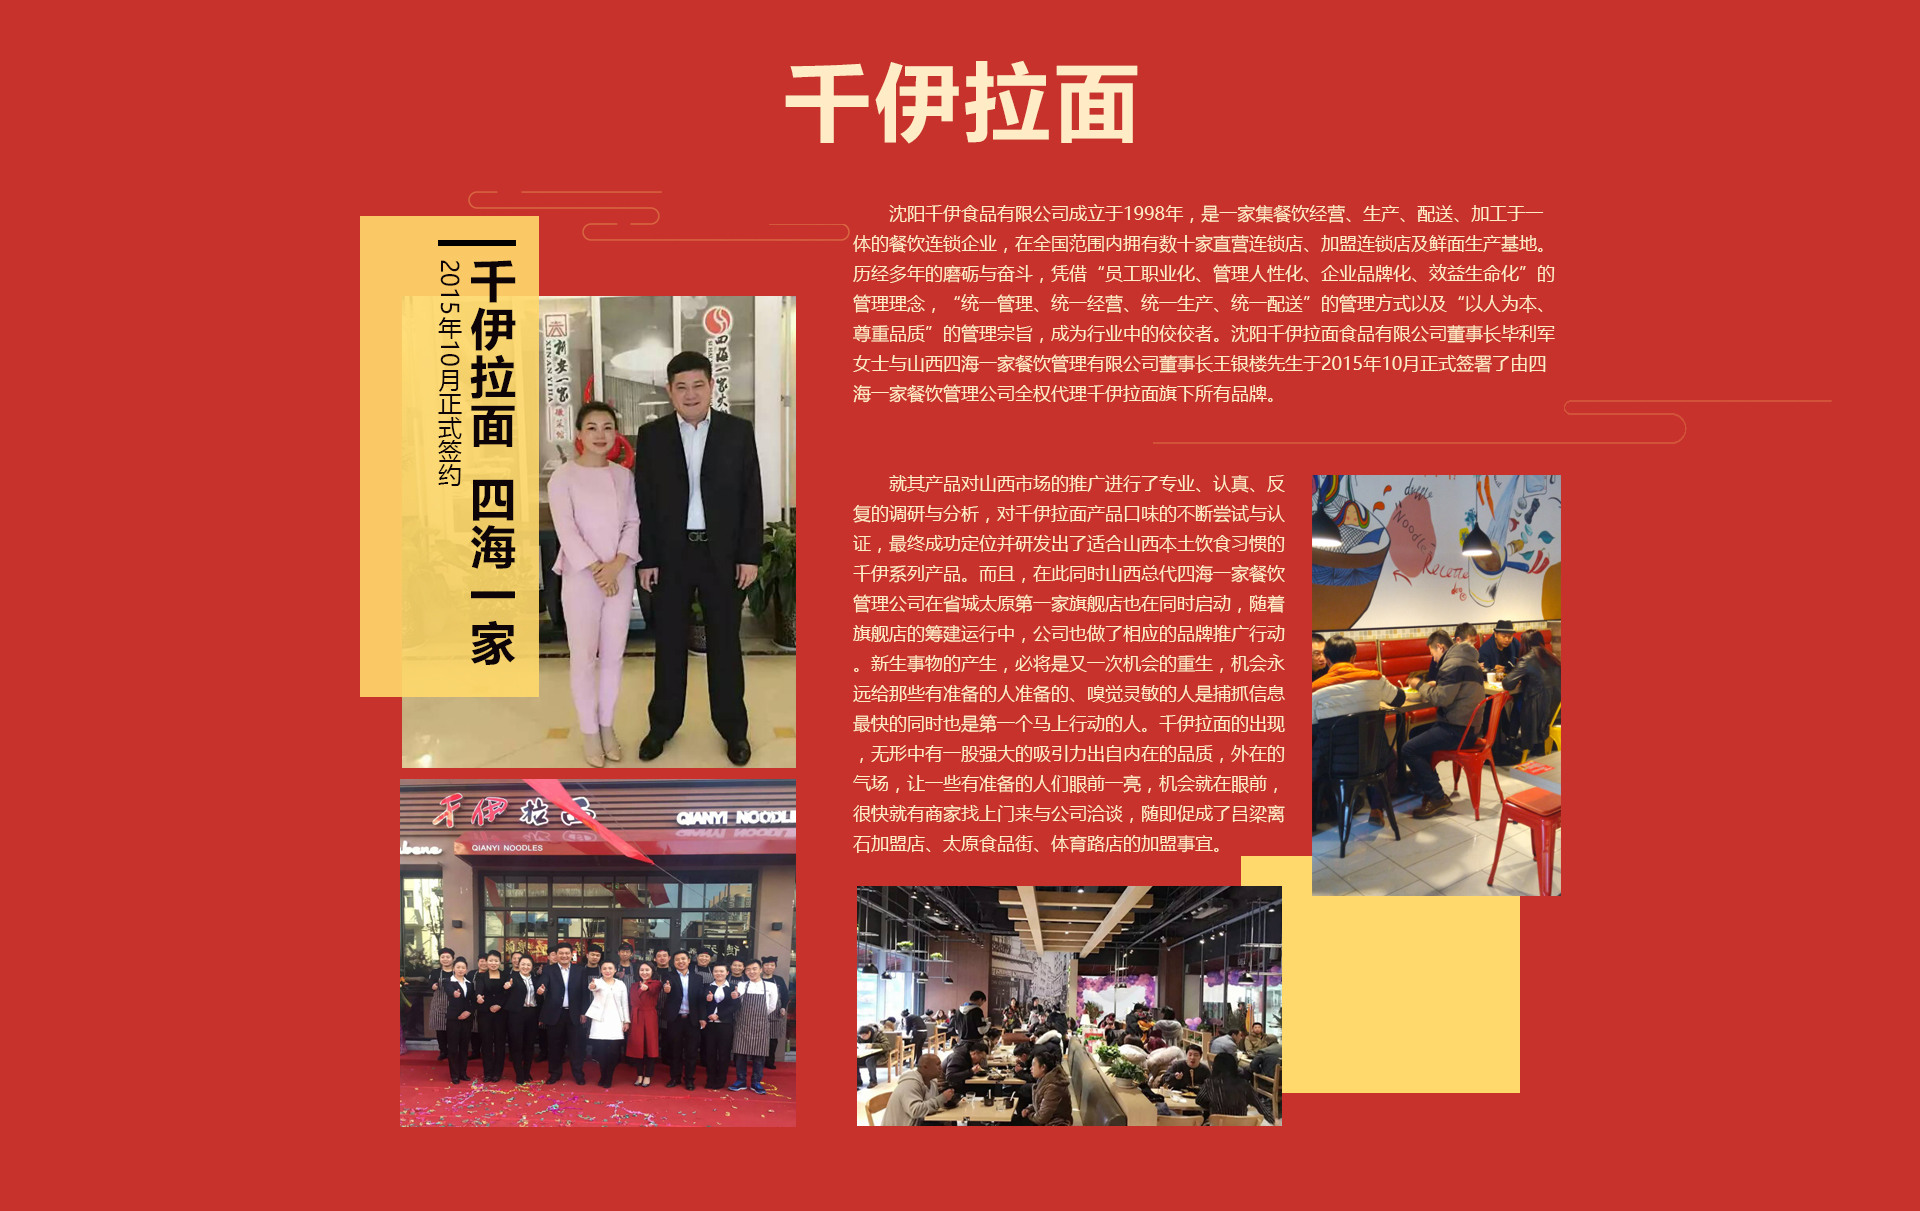 千伊拉面
千伊拉面 四海一家
2015年10月正式签约
沈阳千伊食品有限公司成立于1998年，是一家集餐饮经营、生产、配送、加工于一
体的餐饮连锁企业，在全国范围内拥有数十家直营连锁店、加盟连锁店及鲜面生产基地。
历经多年的磨砺与奋斗，凭借“员工职业化、管理人性化、企业品牌化、效益生命化”的
管理理念，“统一管理、统一经营、统一生产、统一配送”的管理方式以及“以人为本、
尊重品质”的管理宗旨，成为行业中的佼佼者。沈阳千伊拉面食品有限公司董事长毕利军
女士与山西四海一家餐饮管理有限公司董事长王银楼先生于2015年10月正式签署了由四
海一家餐饮管理公司全权代理千伊拉面旗下所有品牌。
就其产品对山西市场的推广进行了专业、认真、反
复的调研与分析，对千伊拉面产品口味的不断尝试与认
证，最终成功定位并研发出了适合山西本土饮食习惯的
千伊系列产品。而且，在此同时山西总代四海一家餐饮
管理公司在省城太原第一家旗舰店也在同时启动，随着
旗舰店的筹建运行中，公司也做了相应的品牌推广行动
。新生事物的产生，必将是又一次机会的重生，机会永
远给那些有准备的人准备的、嗅觉灵敏的人是捕抓信息
最快的同时也是第一个马上行动的人。千伊拉面的出现
，无形中有一股强大的吸引力出自内在的品质，外在的
气场，让一些有准备的人们眼前一亮，机会就在眼前，
很快就有商家找上门来与公司洽谈，随即促成了吕梁离
石加盟店、太原食品街、体育路店的加盟事宜。
四海一家
千伊拉面
QIANYI NOODL
QIANYI NOODLES
Noodle